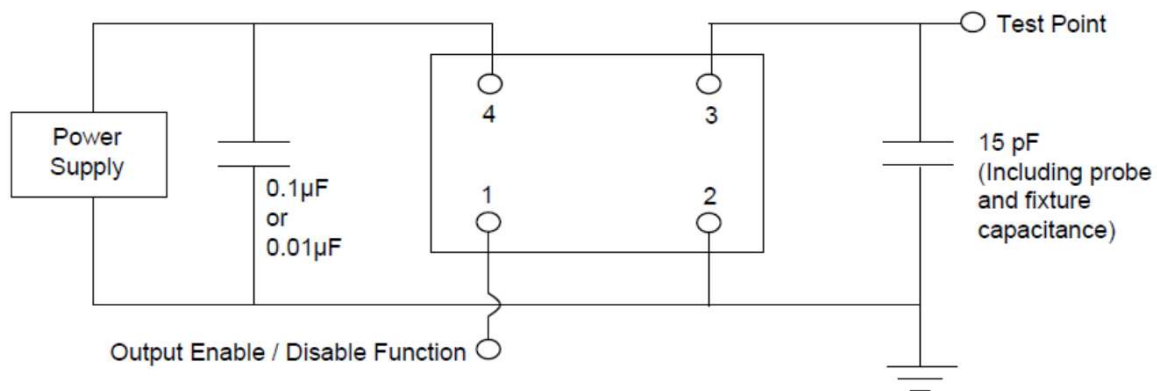 Test Point
Power
Supply
4
3
15 pF
(Including probe
and fixture
capacitance)
0.1µF
or
0.01µF
1
2
Output Enable / Disable Function